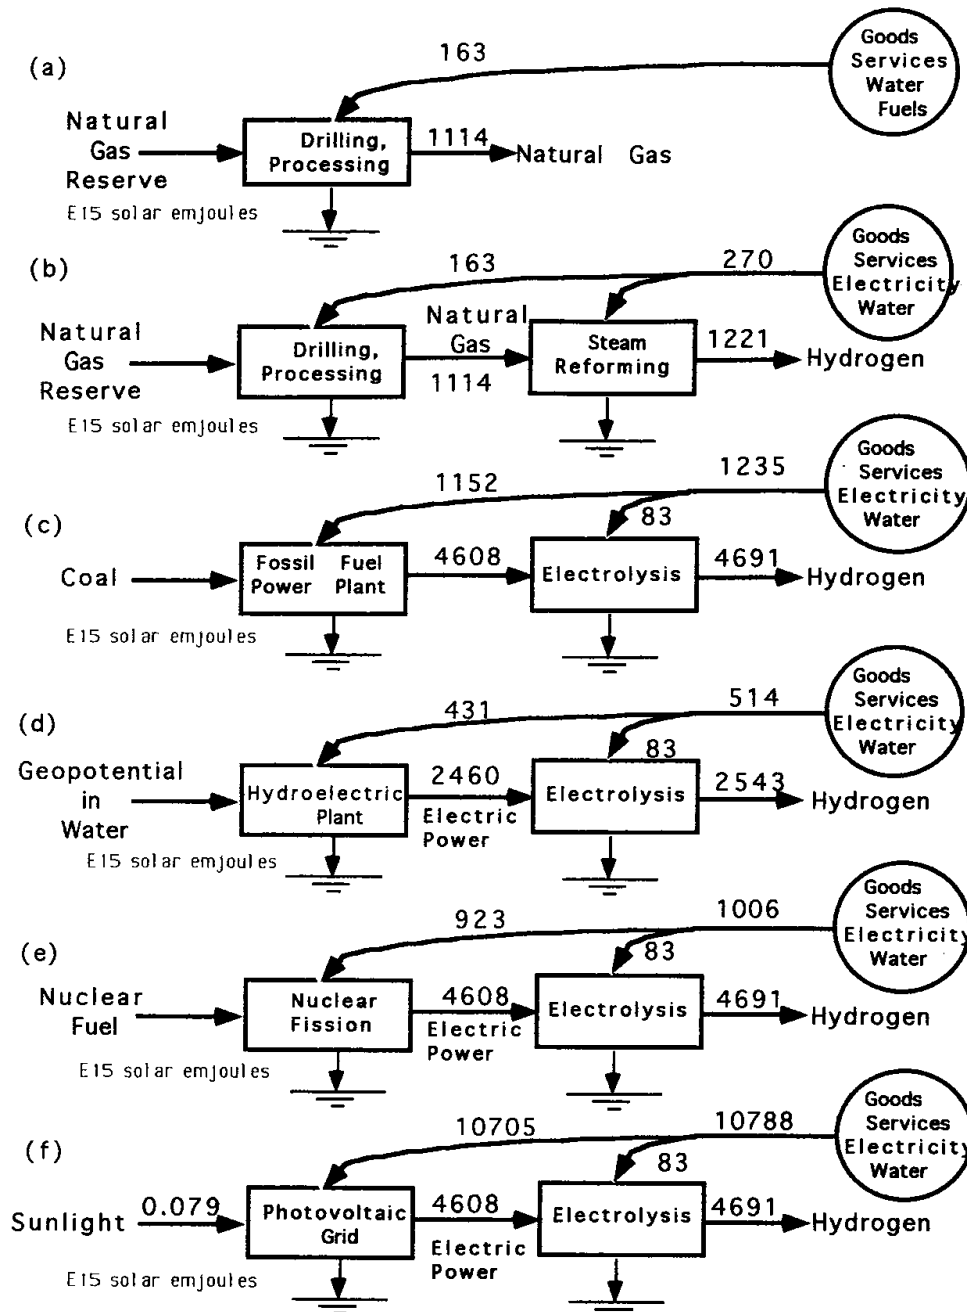 (a)
163
Goods
Services
Water
Fuels
Natural
Gas
Reserve
Drilling,
Processing
1114
Natural Gas
E15 solar emjoules
(b)
163
270
Goods
Services
Electricity
Water
Natural
Gas
Reserve
Drilling,
Processing
Natural
Gas
1114
Steam
Reforming
1221
Hydrogen
E15 solar emjoules
(c)
1152
1235
83
Goods
Services
Electricity
Water
Coal
Fossil Fuel
Power Plant
4608
Electrolysis
4691
Hydrogen
E15 solar emjoules
(d)
431
514
83
Goods
Services
Electricity
Water
Geopotential
in
Water
Hydroelectric
Plant
2460
Electric
Power
Electrolysis
2543
Hydrogen
E15 solar emjoules
(e)
923
1006
83
Goods
Services
Electricity
Water
Nuclear
Fuel
Nuclear
Fission
4608
Electric
Power
Electrolysis
4691
Hydrogen
E15 solar emjoules
(f)
10705
10788
83
Goods
Services
Electricity
Water
Sunlight
0.079
Photovoltaic
Grid
4608
Electric
Power
Electrolysis
4691
Hydrogen
E15 solar emjoules